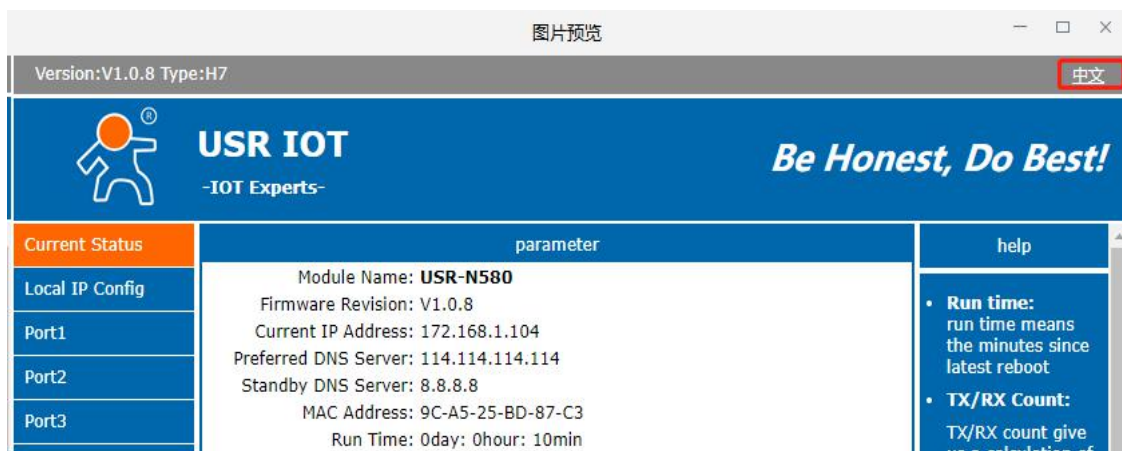 图片预览
Version:V1.0.8 Type:H7
中文
®
USR IOT
-IOT Experts-
Be Honest, Do Best!
Current Status
Local IP Config
Port1
Port2
Port3
parameter
Module Name: USR-N580
Firmware Revision: V1.0.8
Current IP Address: 172.168.1.104
Preferred DNS Server: 114.114.114.114
Standby DNS Server: 8.8.8.8
MAC Address: 9C-A5-25-BD-87-C3
Run Time: 0day: 0hour: 10min
help
• Run time:
run time means
the minutes since
latest reboot
• TX/RX Count:
TX/RX count give